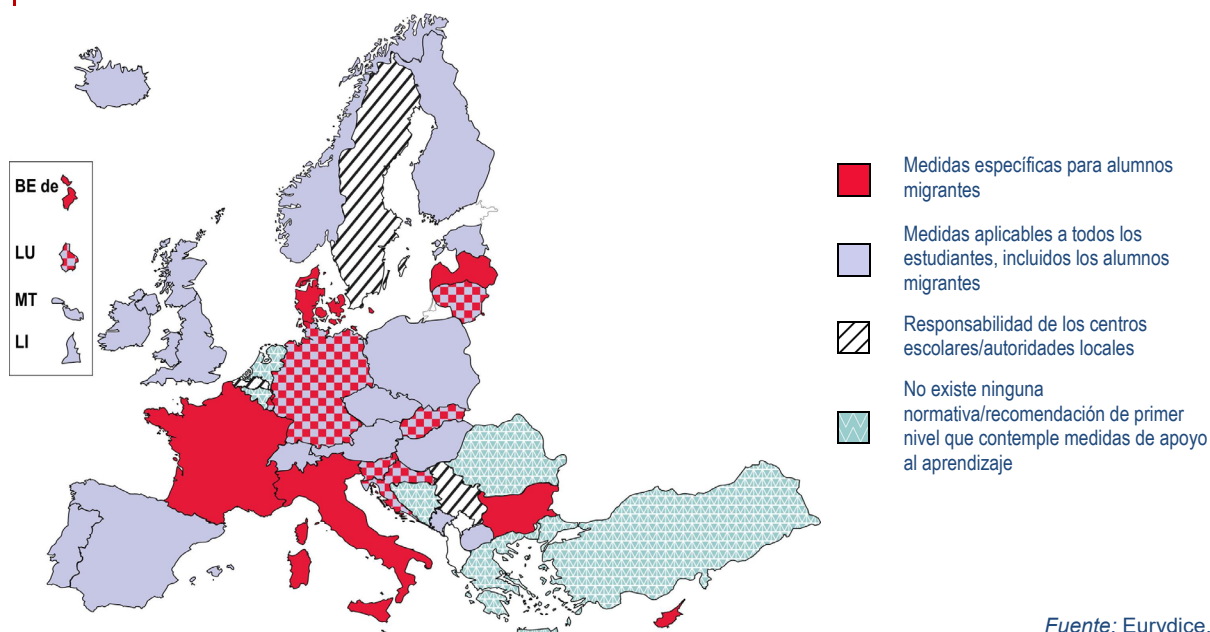 BE de
LU
MT
LI
Medidas específicas para alumnos
migrantes
Medidas aplicables a todos los
estudiantes, incluidos los alumnos
migrantes
Responsabilidad de los centros
escolares/autoridades locales
No existe ninguna
normativa/recomendación de primer
nivel que contemple medidas de apoyo
al aprendizaje
Fuente: Eurydice.